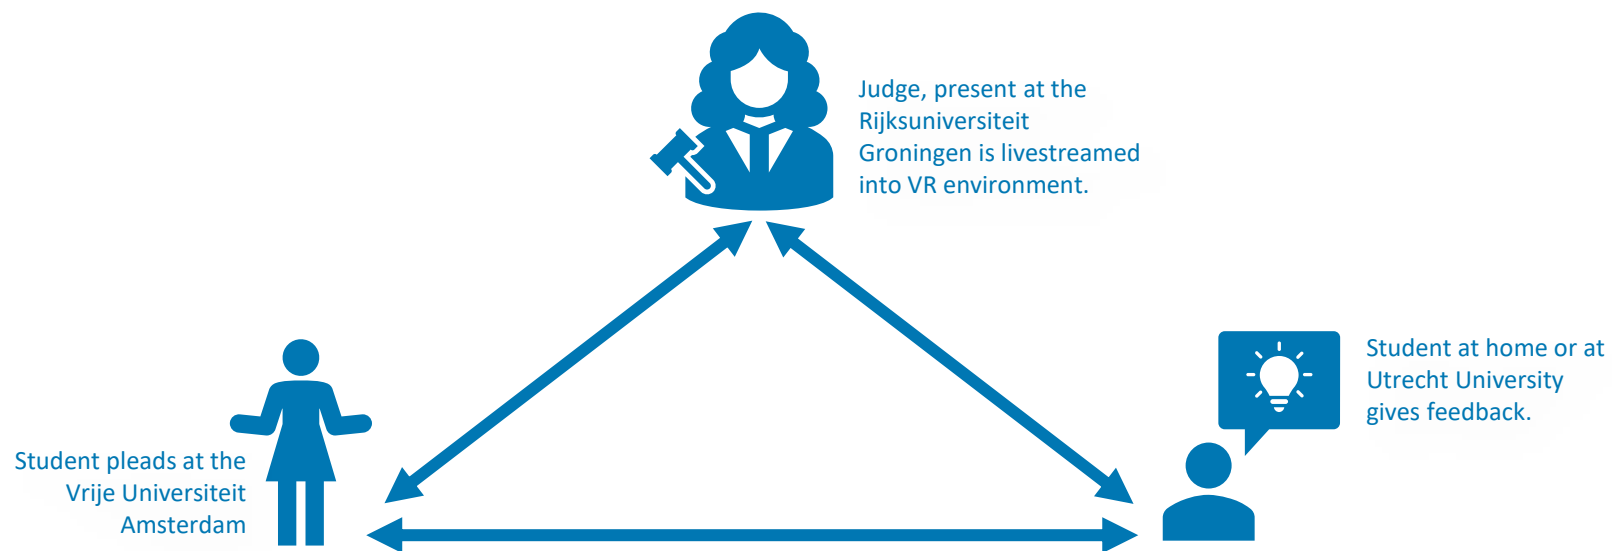 Judge, present at the
Rijksuniversiteit
Groningen is livestreamed
into VR environment.
Student at home or at
Utrecht University
gives feedback.
Student pleads at the
Vrije Universiteit
Amsterdam